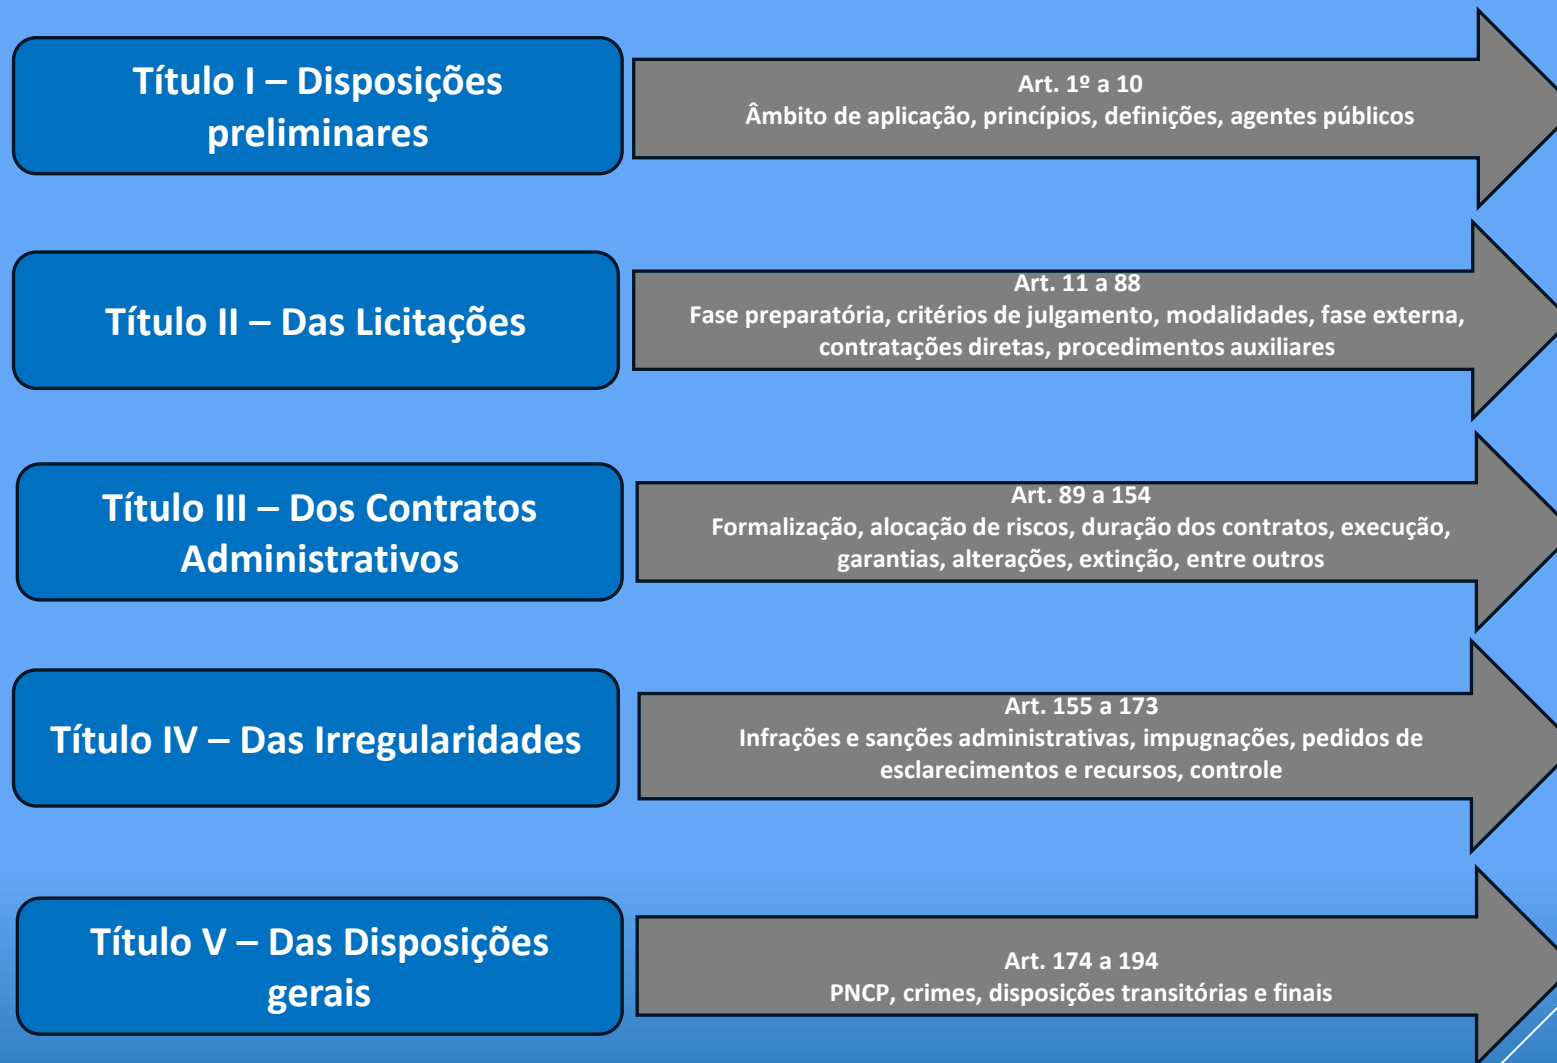 Título I – Disposições
preliminares
Art. 1º a 10
Âmbito de aplicação, princípios, definições, agentes públicos
Título II – Das Licitações
Art. 11 a 88
Fase preparatória, critérios de julgamento, modalidades, fase externa,
contratações diretas, procedimentos auxiliares
Título III – Dos Contratos
Administrativos
Art. 89 a 154
Formalização, alocação de riscos, duração dos contratos, execução,
garantias, alterações, extinção, entre outros
Título IV – Das Irregularidades
Art. 155 a 173
Infrações e sanções administrativas, impugnações, pedidos de
esclarecimentos e recursos, controle
Título V – Das Disposições
gerais
Art. 174 a 194
PNCP, crimes, disposições transitórias e finais